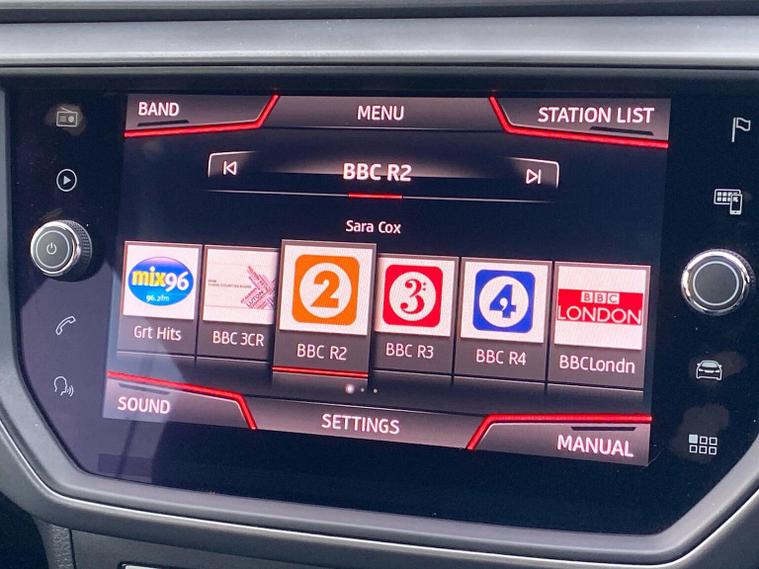 BAND
MENU
STATION LIST
BBC R2
Sara Cox
mix96
96.2fm
Grt Hits
BBC 3CR
2
BBC R2
3
BBC R3
4
BBC R4
BBC
LONDON
BBCLondn
SOUND
SETTINGS
MANUAL